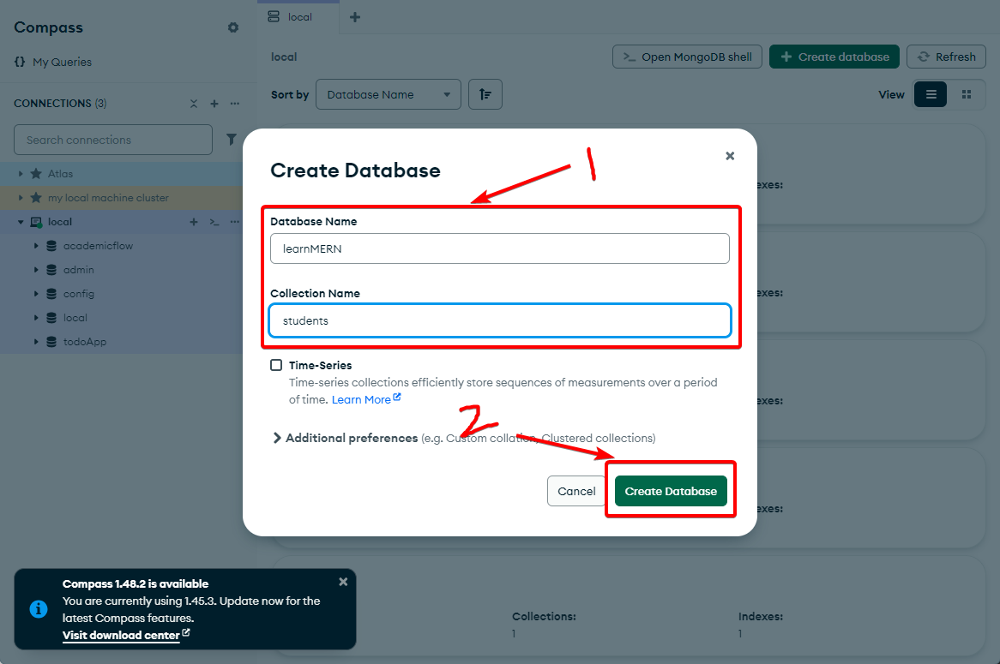 Compass
local
{} My Queries
local
>_ Open MongoDB shell
+ Create database
Refresh
CONNECTIONS (3)
Sort by
Database Name
View
Search connections
Atlas
my local machine cluster
local
academicflow
admin
config
local
todoApp
1
Create Database
Database Name
learnMERN
Collection Name
students
Time-Series
Time-series collections efficiently store sequences of measurements over a period
of time. Learn More
2
Additional preferences (e.g. Custom collation, Clustered collections)
Cancel
Create Database
exes:
exes:
exes:
exes:
Collections:
1
Indexes:
1
Compass 1.48.2 is available
You are currently using 1.45.3. Update now for the
latest Compass features.
Visit download center